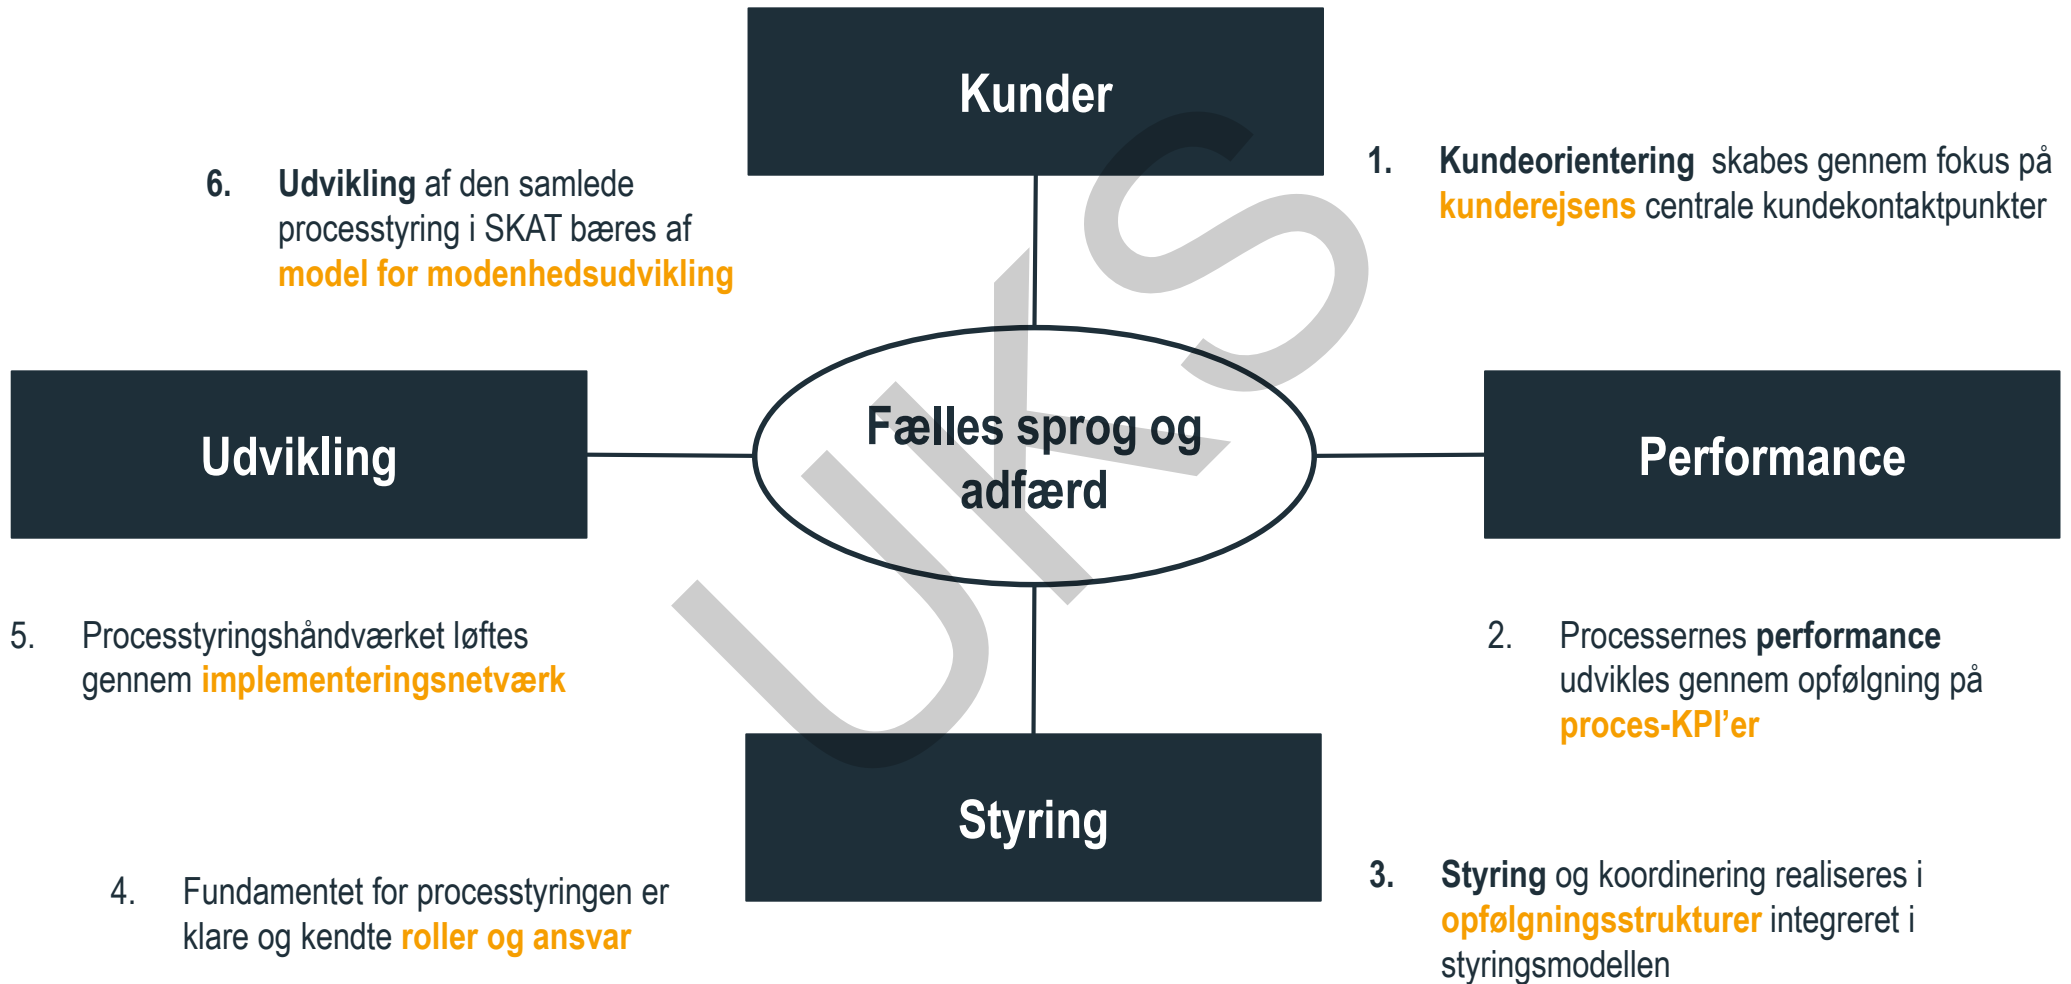 Kunder
1. Kundeorientering skabes gennem fokus på
kunderejsens centrale kundekontaktpunkter
6. Udvikling af den samlede
processtyring i SKAT bæres af
model for modenhedsudvikling
Udvikling
Fælles sprog og
adfærd
Performance
5. Processtyringshåndværket løftes
gennem implementeringsnetværk
2. Processernes performance
udvikles gennem opfølgning på
proces-KPI’er
Styring
4. Fundamentet for processtyringen er
klare og kendte roller og ansvar
3. Styring og koordinering realiseres i
opfølgningsstrukturer integreret i
styringsmodellen
UKS